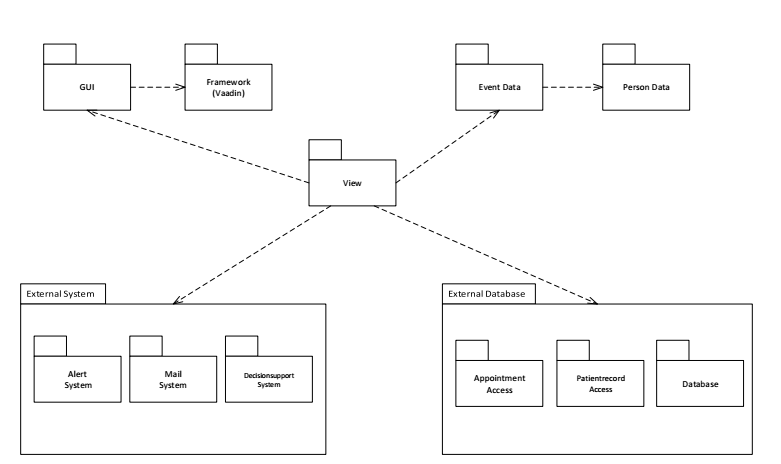 GUI
Framework
(Vaadin)
Event Data
Person Data
View
External System
External Database
Alert
System
Mail
System
Decisionsupport
System
Appointment
Access
Patientrecord
Access
Database